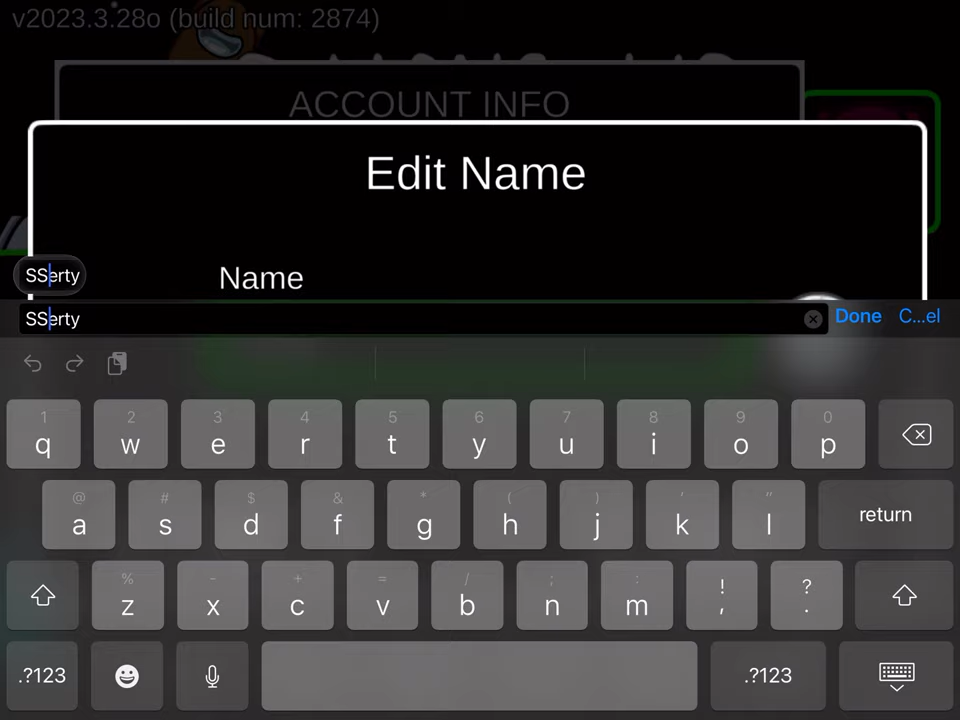 v2023.3.28o (build num: 2874)
ACCOUNT INFO
Edit Name
SSerty
Name
SSerty
Done C...el
1 2 3 4 5 6 7 8 9 0
q w e r t y u i o p
@ # $ & * ( ) ' "
a s d f g h j k l return
% - + = / ; : ! ?
z x c v b n m , .
.?123 .?123